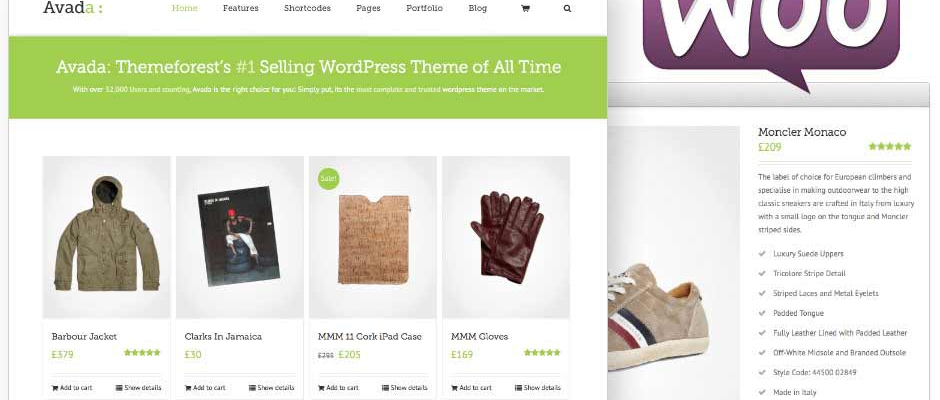 Avada :
Home Features Shortcodes Pages Portfolio Blog
Avada: Themeforest's #1 Selling WordPress Theme of All Time
With over 32,000 Users and counting, Avada is the right choice for you! Simply put, its the most complete and trusted wordpress theme on the market.
Sale!
Barbour Jacket
£379
Add to cart Show details
Clarks In Jamaica
£30
Add to cart Show details
MMM 11 Cork iPad Case
£295 £205
Add to cart Show details
MMM Gloves
£169
Add to cart Show details
Woo
Moncler Monaco
£209
The label of choice for European climbers and
specialise in making outdoorwear to the high
classic sneakers are crafted in Italy from luxury
with a small logo on the tongue and Moncler
striped sides.
Luxury Suede Uppers
Tricolore Stripe Detail
Striped Laces and Metal Eyelets
Padded Tongue
Fully Leather Lined with Padded Leather
Off-White Midsole and Branded Outsole
Style Code: 44500 02849
Made in Italy